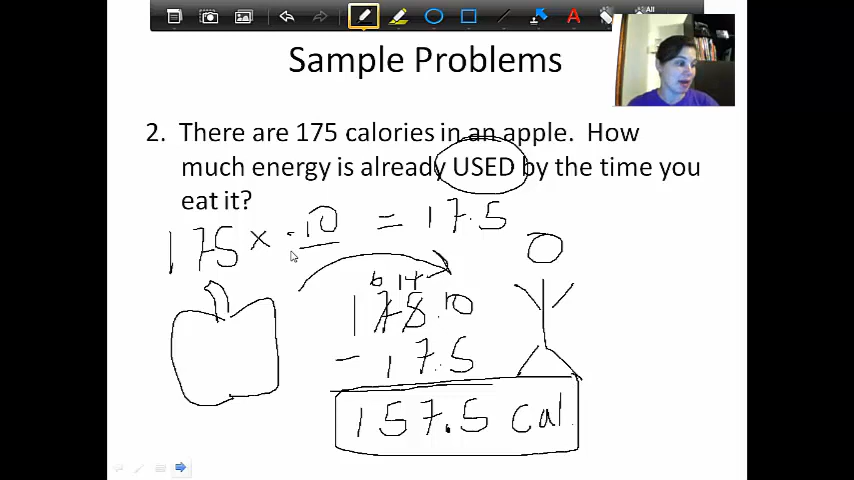 Sample Problems
2. There are 175 calories in an apple. How
much energy is already USED by the time you
eat it?
175 × .10 = 17.5
6 14
175.10
- 17.5
157.5 Cal.